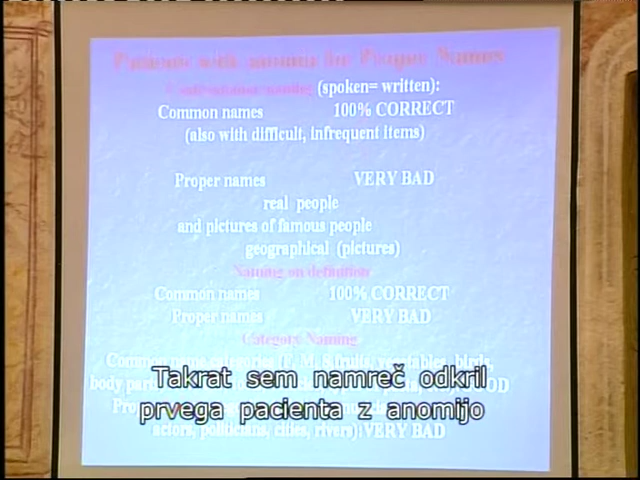 Patients with anomia for Proper Names
(spoken= written):
Common names 100% CORRECT
(also with difficult, infrequent items)
Proper names VERY BAD
real people
and pictures of famous people
geographical (pictures)
Naming on definition
Common names 100% CORRECT
Proper names VERY BAD
Category Naming
Common name categories fruits, vegetables, birds,
body
Takrat sem namreč odkril
prvega pacienta z anomijo
actors, politicians, cities, rivers):VERY BAD